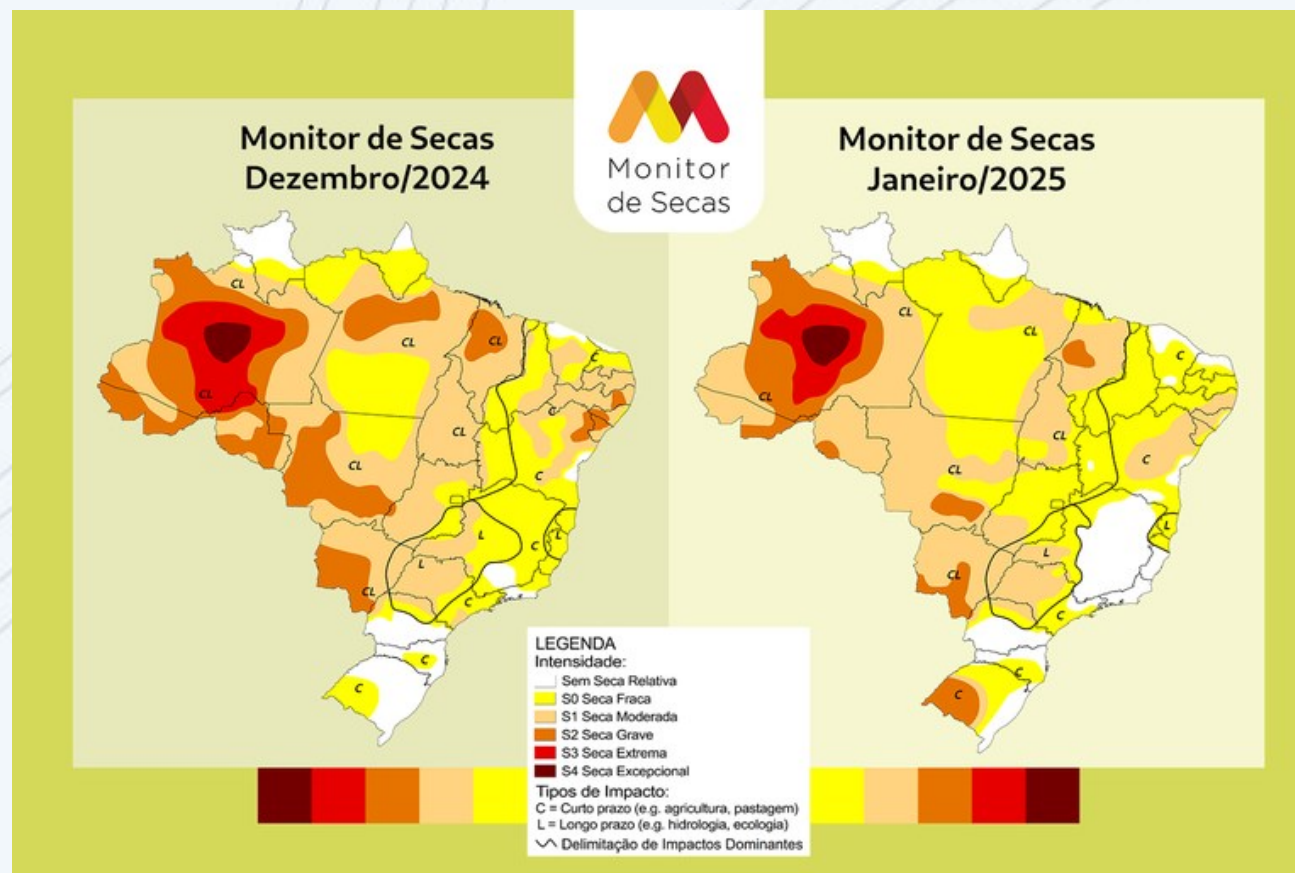 Monitor de Secas
Dezembro/2024
Monitor
de Secas
Monitor de Secas
Janeiro/2025
CL
CL
CL
CL
CL
CL
CL
CL
C
C
C
L
L
L
C
C
C
C
CL
CL
CL
CL
CL
CL
C
C
L
L
C
C
C
LEGENDA
Intensidade:
Sem Seca Relativa
S0 Seca Fraca
S1 Seca Moderada
S2 Seca Grave
S3 Seca Extrema
S4 Seca Excepcional
Tipos de Impacto:
C = Curto prazo (e.g. agricultura, pastagem)
L = Longo prazo (e.g. hidrologia, ecologia)
Delimitação de Impactos Dominantes